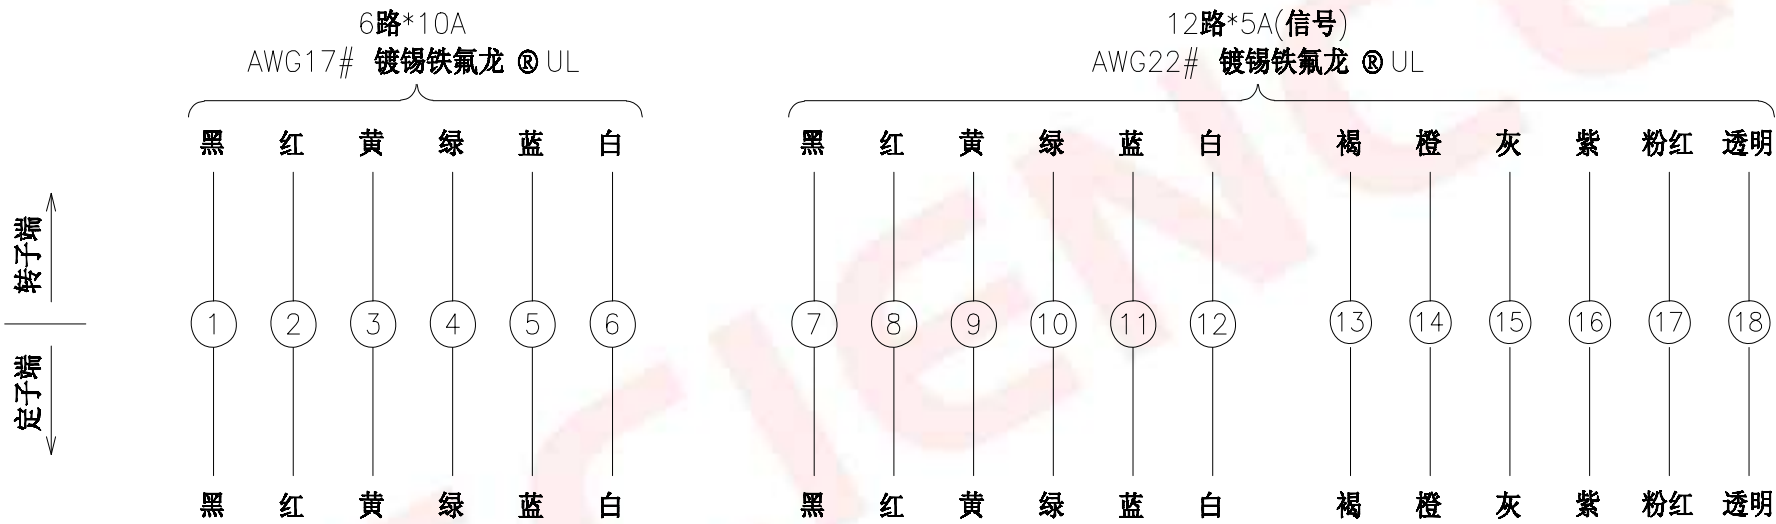 6路*10A
AWG17# 镀锡铁氟龙 ® UL
12路*5A(信号)
AWG22# 镀锡铁氟龙 ® UL
黑 红 黄 绿 蓝 白 黑 红 黄 绿 蓝 白 褐 橙 灰 紫 粉红 透明
转子端
1 2 3 4 5 6 7 8 9 10 11 12 13 14 15 16 17 18
定子端
黑 红 黄 绿 蓝 白 黑 红 黄 绿 蓝 白 褐 橙 灰 紫 粉红 透明